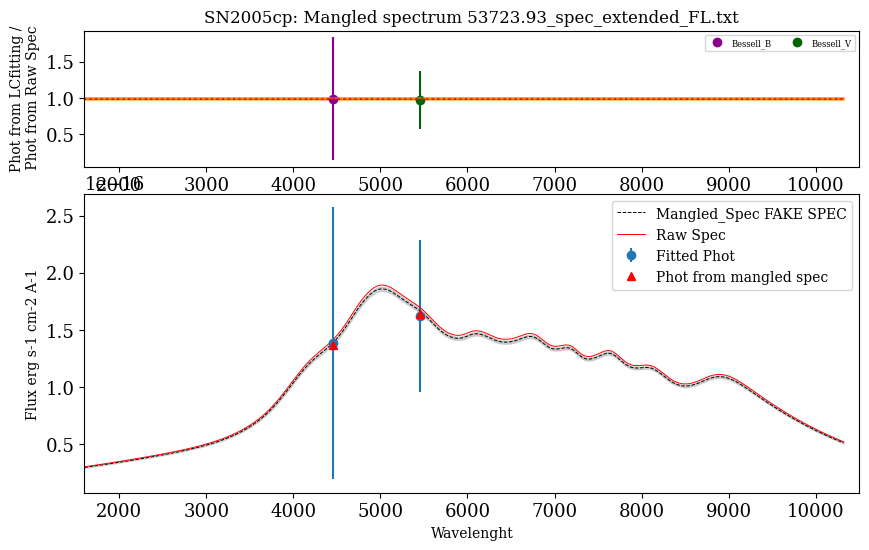 SN2005cp: Mangled spectrum 53723.93_spec_extended_FL.txt
Phot from LCfitting /
Phot from Raw Spec
1.5
1.0
0.5
Bessell_B
Bessell_V
2000 3000 4000 5000 6000 7000 8000 9000 10000
1e−16
Flux erg s-1 cm-2 A-1
2.5
2.0
1.5
1.0
0.5
Mangled_Spec FAKE SPEC
Raw Spec
Fitted Phot
Phot from mangled spec
2000 3000 4000 5000 6000 7000 8000 9000 10000
Wavelenght